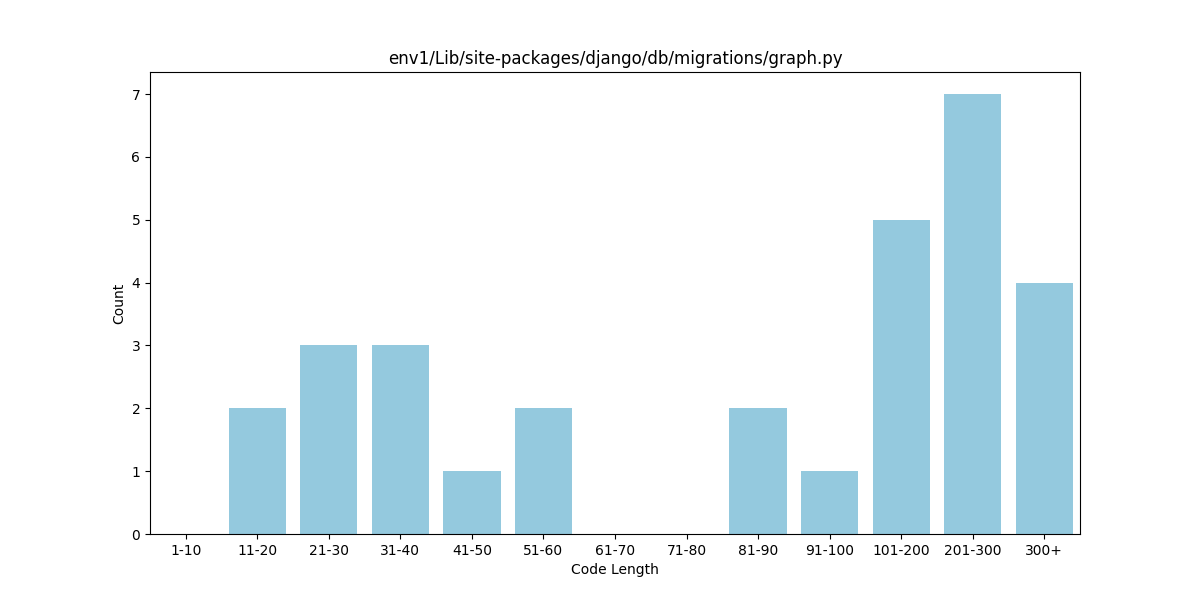 env1/Lib/site-packages/django/db/migrations/graph.py
7
6
5
4
3
2
1
0
Count
1-10 11-20 21-30 31-40 41-50 51-60 61-70 71-80 81-90 91-100 101-200 201-300 300+
Code Length